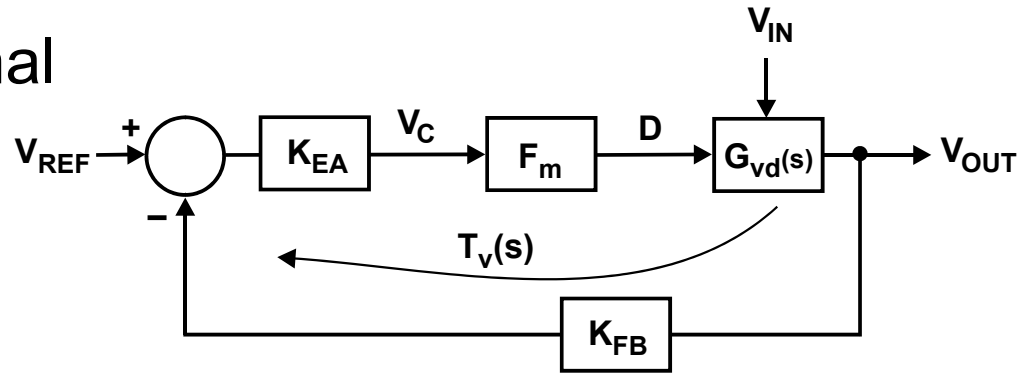 nal
V_IN
V_REF
+
−
K_EA
V_C
F_m
D
G_vd(s)
V_OUT
T_v(s)
K_FB